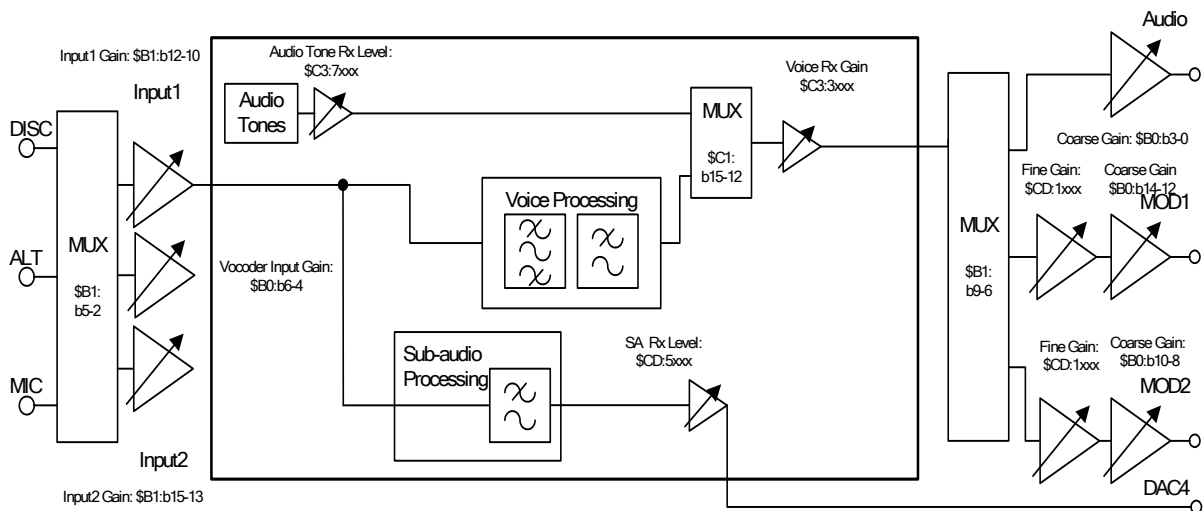 Audio
Input1 Gain: $B1:b12-10
Audio Tone Rx Level:
$C3:7xxx
Voice Rx Gain
$C3:3xxx
Input1
Audio
Tones
MUX
$C1:
b15-12
DISC
Coarse Gain: $B0:b3-0
Fine Gain:
$CD:1xxx
Coarse Gain
$B0:b14-12
MOD1
Voice Processing
MUX
$B1:
b5-2
ALT
Vocoder Input Gain:
$B0:b6-4
MUX
$B1:
b9-6
Sub-audio
Processing
SA Rx Level:
$CD:5xxx
Fine Gain:
$CD:1xxx
Coarse Gain:
$B0:b10-8
MIC
MOD2
Input2
Input2 Gain: $B1:b15-13
DAC4